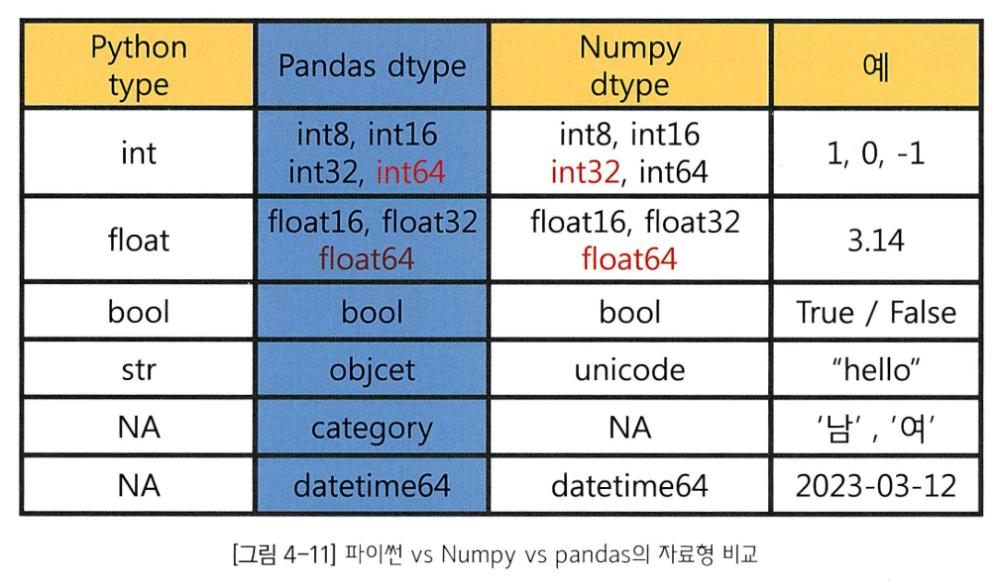 Python type
Pandas dtype
Numpy dtype
예
int
int8, int16
int32, int64
int8, int16
int32, int64
1, 0, -1
float
float16, float32
float64
float16, float32
float64
3.14
bool
bool
bool
True / False
str
objcet
unicode
“hello”
NA
category
NA
‘남’ , ‘여’
NA
datetime64
datetime64
2023-03-12
[그림 4-11] 파이썬 vs Numpy vs pandas의 자료형 비교